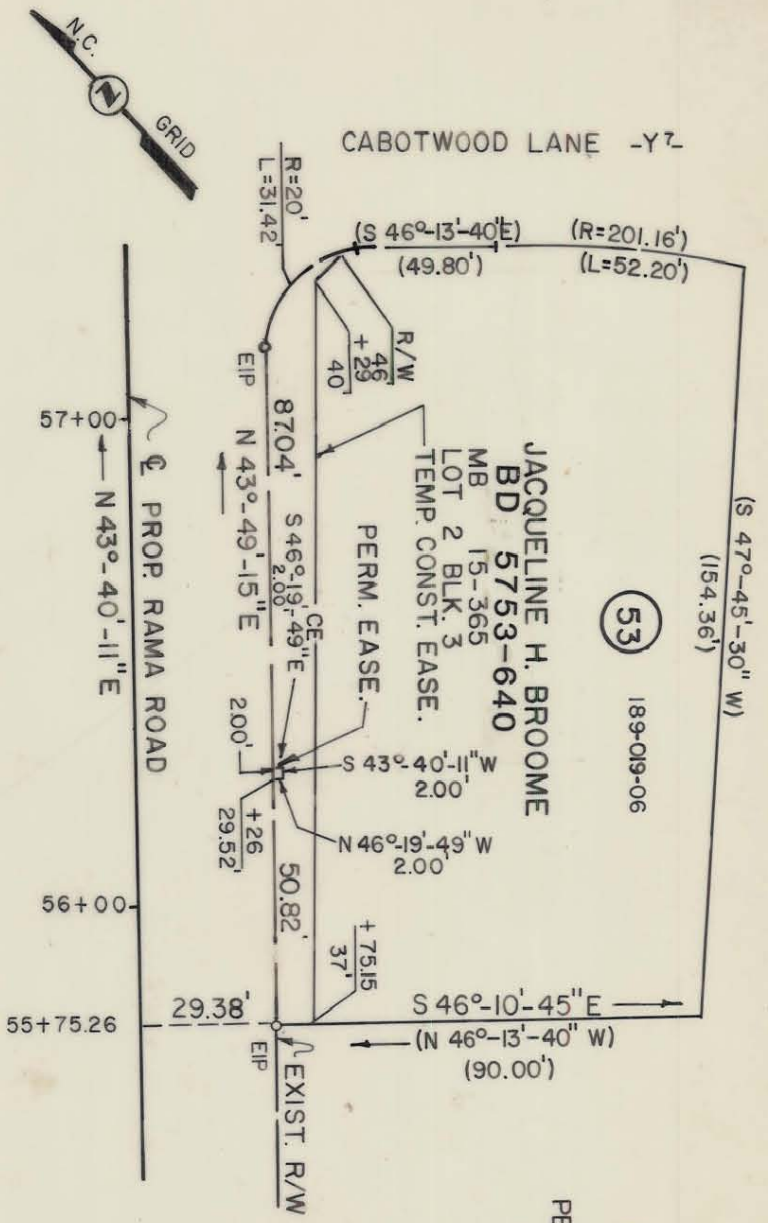 N.C.
N
GRID
CABOTWOOD LANE -Y7-
R=20'
L=31.42'
(S 46°-13'-40"E)
(49.80')
(R=201.16')
(L=52.20')
R/W
46
+29
40'
EIP
57+00
87.04'
N 43°-49'-15"E
S 46°-19'-49"E
2.00'
CE
JACQUELINE H. BROOME
BD 5753-640
MB 15-365
LOT 2 BLK. 3
TEMP. CONST. EASE.
PERM. EASE.
53
189-019-06
(S 47°-45'-30" W)
(154.36')
℄ PROP. RAMA ROAD
N 43°-40'-11"E
2.00'
S 43°-40'-11"W
2.00'
N 46°-19'-49" W
2.00'
+26
29.52'
50.82'
56+00
+75.15
37'
55+75.26
29.38'
S 46°-10'-45"E
(N 46°-13'-40" W)
(90.00')
EIP
EXIST. R/W
PE